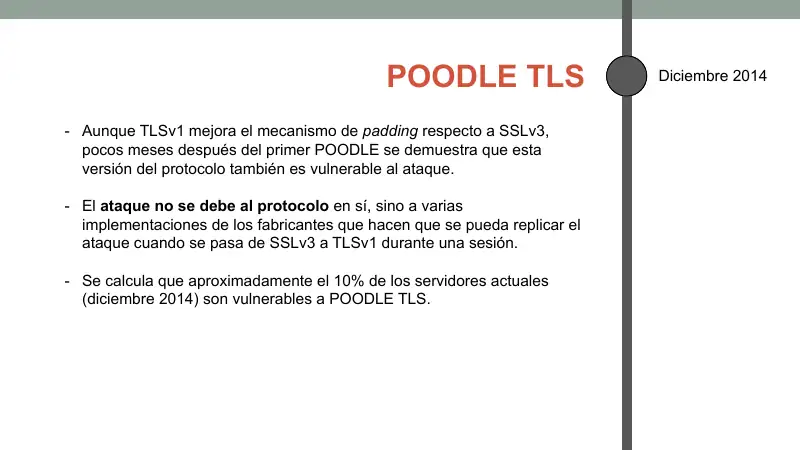 POODLE TLS
Diciembre 2014
- Aunque TLSv1 mejora el mecanismo de padding respecto a SSLv3,
pocos meses después del primer POODLE se demuestra que esta
versión del protocolo también es vulnerable al ataque.
- El ataque no se debe al protocolo en sí, sino a varias
implementaciones de los fabricantes que hacen que se pueda replicar el
ataque cuando se pasa de SSLv3 a TLSv1 durante una sesión.
- Se calcula que aproximadamente el 10% de los servidores actuales
(diciembre 2014) son vulnerables a POODLE TLS.